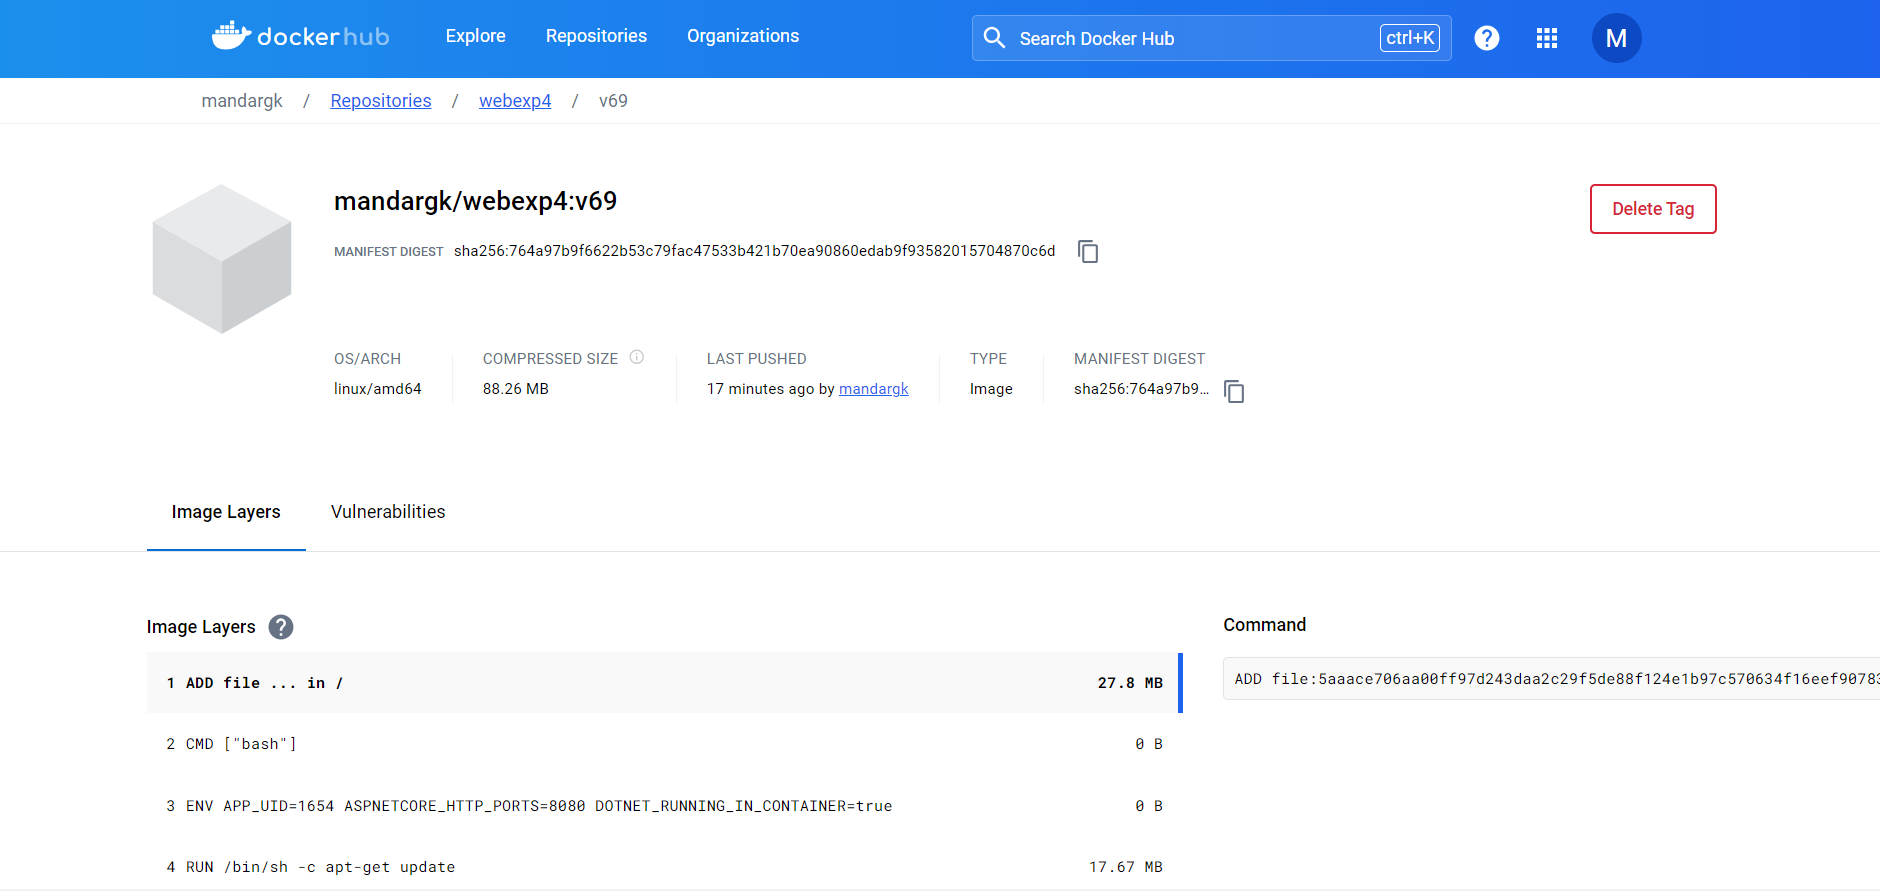 docker hub Explore Repositories Organizations Search Docker Hub ctrl+K ? M
mandargk / Repositories / webexp4 / v69
mandargk/webexp4:v69
Delete Tag
MANIFEST DIGEST sha256:764a97b9f6622b53c79fac47533b421b70ea90860edab9f93582015704870c6d
OS/ARCH COMPRESSED SIZE LAST PUSHED TYPE MANIFEST DIGEST
linux/amd64 88.26 MB 17 minutes ago by mandargk Image sha256:764a97b9...
Image Layers Vulnerabilities
Image Layers ? Command
1 ADD file ... in / 27.8 MB
ADD file:5aaace706aa00ff97d243daa2c29f5de88f124e1b97c570634f16eef90783
2 CMD ["bash"] 0 B
3 ENV APP_UID=1654 ASPNETCORE_HTTP_PORTS=8080 DOTNET_RUNNING_IN_CONTAINER=true 0 B
4 RUN /bin/sh -c apt-get update 17.67 MB